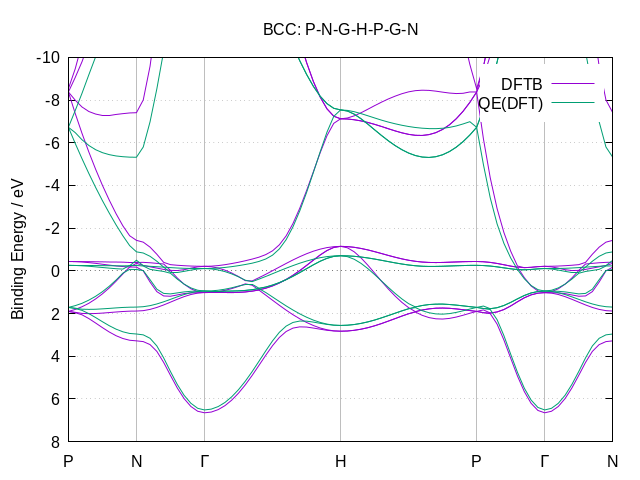 BCC: P-N-G-H-P-G-N
-10
DFTB
-8
QE(DFT)
-6
-4
-2
0
2
4
6
8
Binding Energy / eV
P N Γ H P Γ N